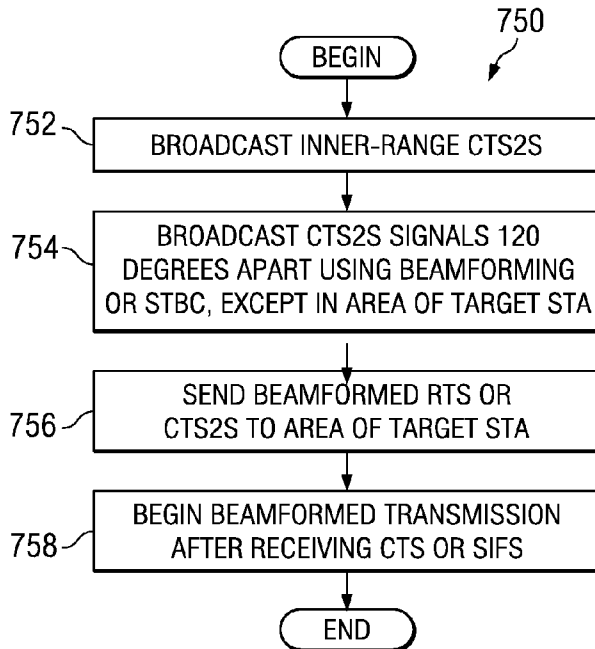 750
BEGIN
752
BROADCAST INNER-RANGE CTS2S
754
BROADCAST CTS2S SIGNALS 120
DEGREES APART USING BEAMFORMING
OR STBC, EXCEPT IN AREA OF TARGET STA
756
SEND BEAMFORMED RTS OR
CTS2S TO AREA OF TARGET STA
758
BEGIN BEAMFORMED TRANSMISSION
AFTER RECEIVING CTS OR SIFS
END